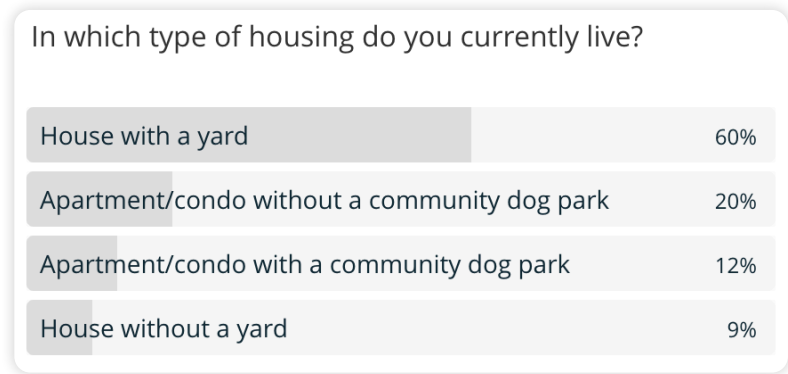 In which type of housing do you currently live?
House with a yard 60%
Apartment/condo without a community dog park 20%
Apartment/condo with a community dog park 12%
House without a yard 9%